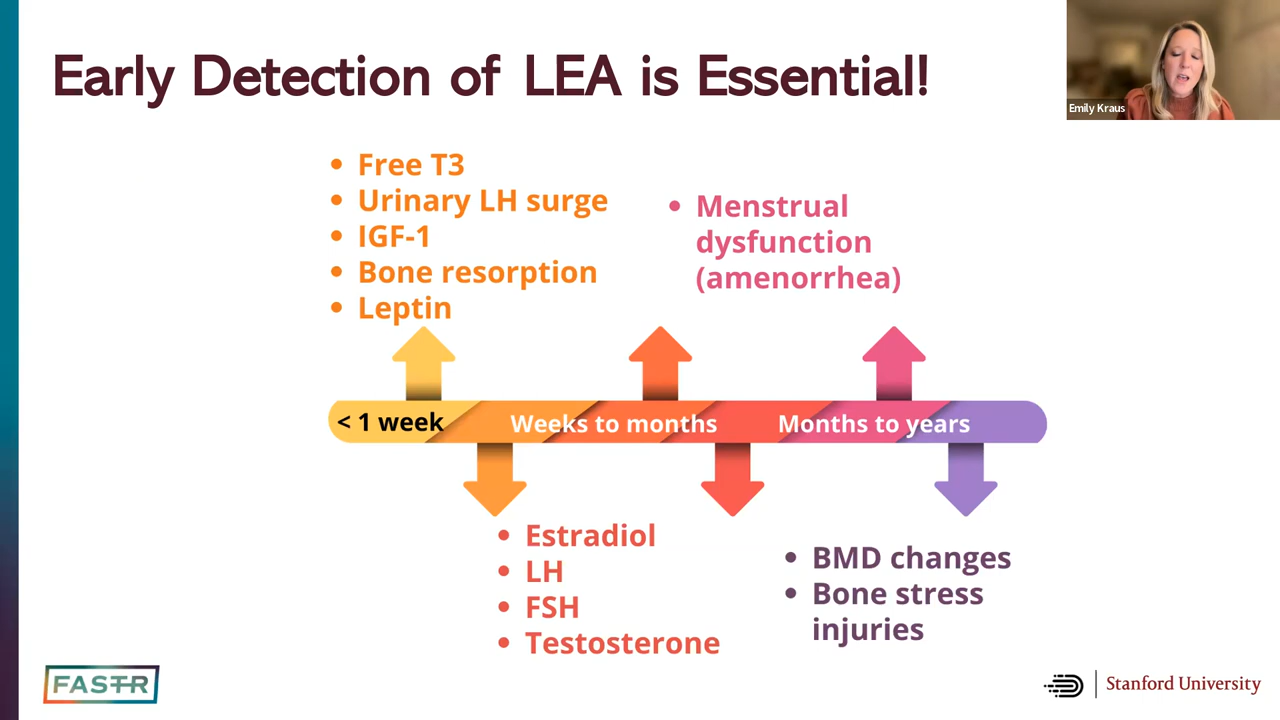 Early Detection of LEA is Essential!
Emily Kraus
• Free T3
• Urinary LH surge
• IGF-1
• Bone resorption
• Leptin
• Menstrual
dysfunction
(amenorrhea)
< 1 week
Weeks to months
Months to years
• Estradiol
• LH
• FSH
• Testosterone
• BMD changes
• Bone stress
injuries
FASTR
Stanford University